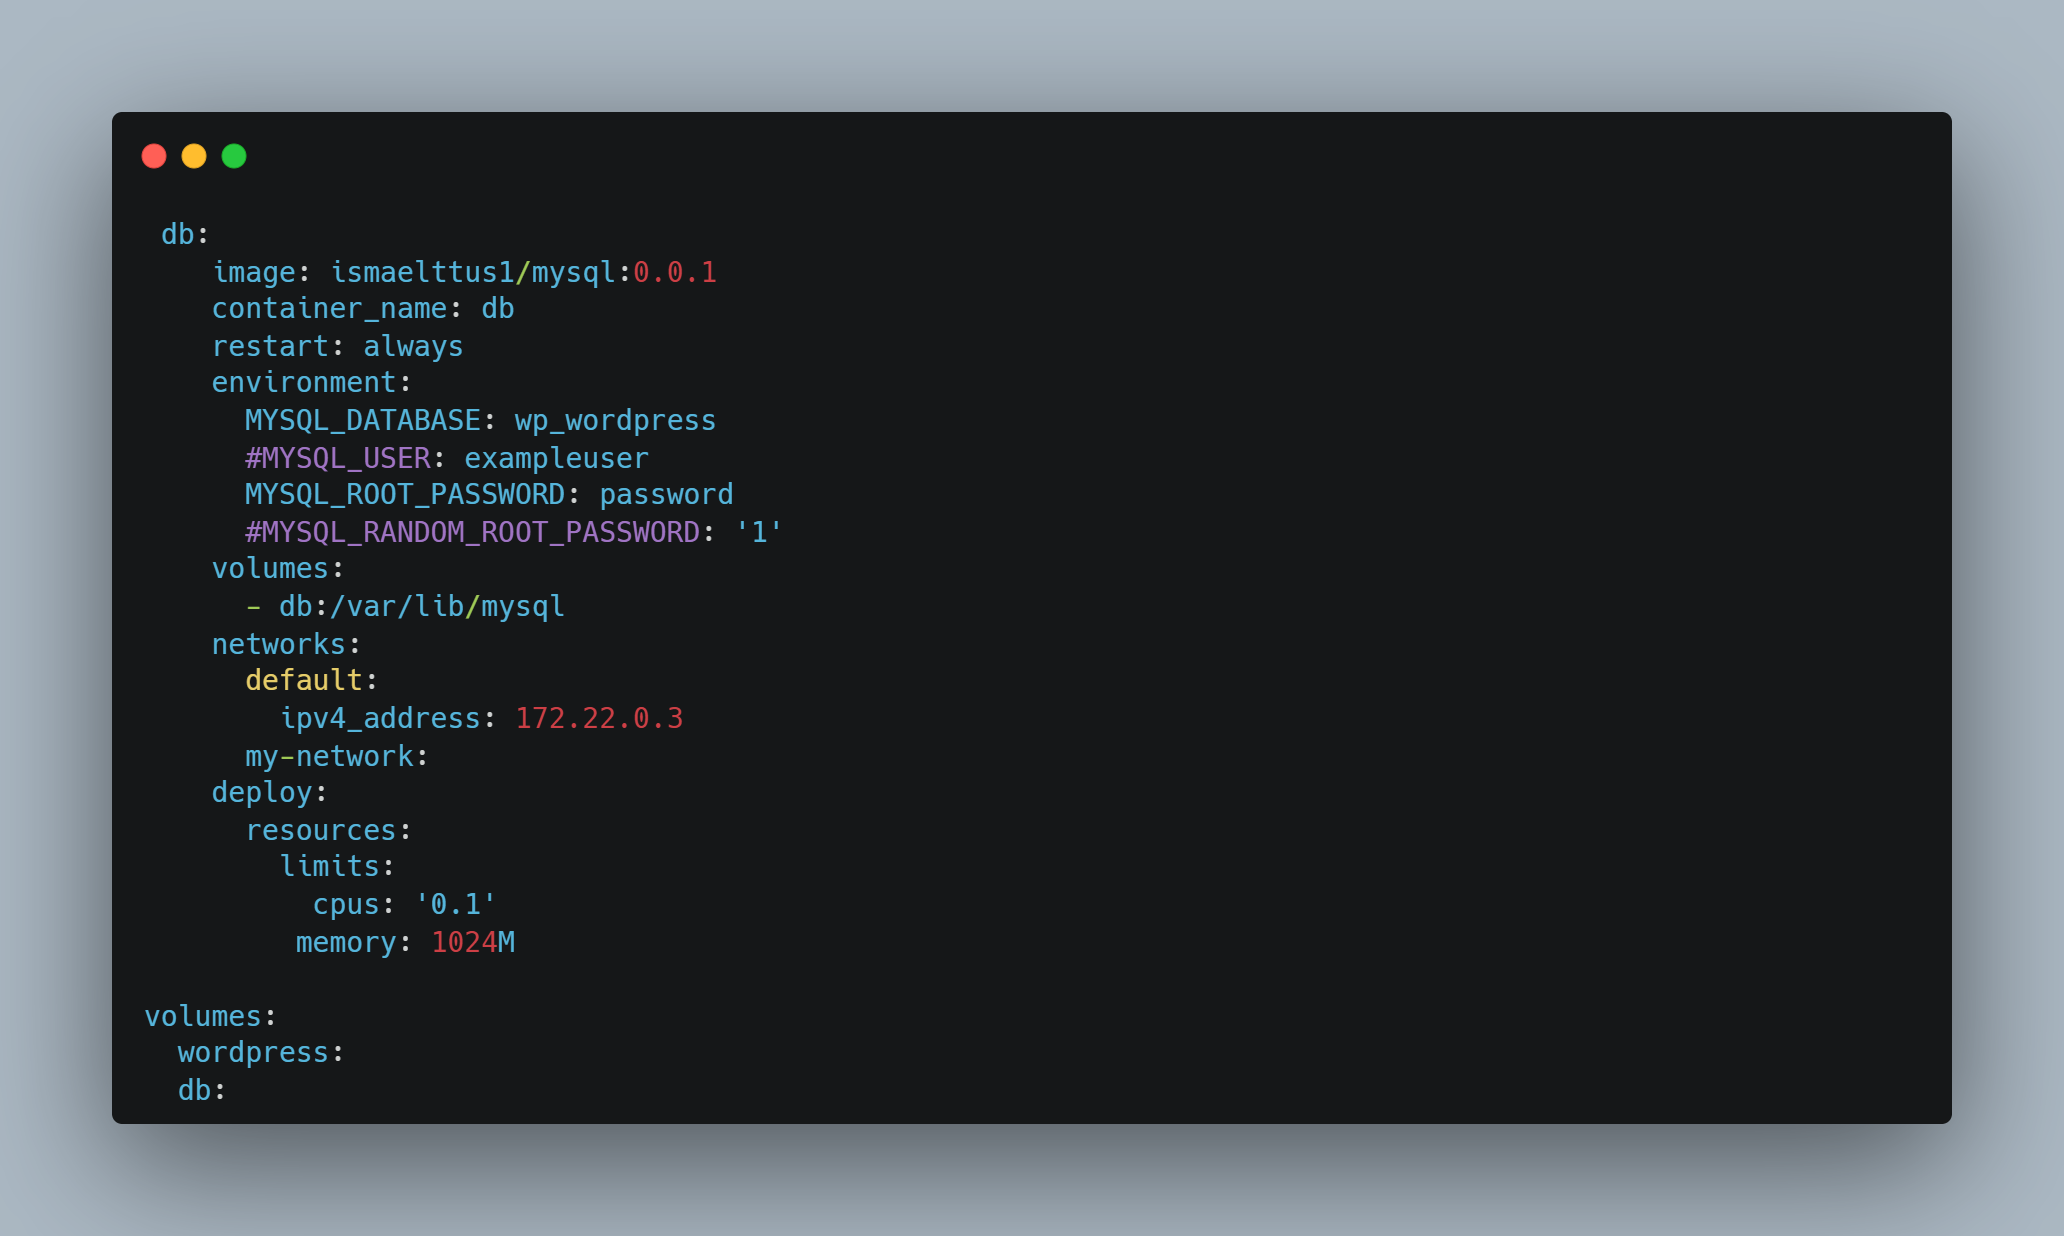 db:
    image: ismaelttus1/mysql:0.0.1
    container_name: db
    restart: always
    environment:
      MYSQL_DATABASE: wp_wordpress
      #MYSQL_USER: exampleuser
      MYSQL_ROOT_PASSWORD: password
      #MYSQL_RANDOM_ROOT_PASSWORD: '1'
    volumes:
      - db:/var/lib/mysql
    networks:
      default:
        ipv4_address: 172.22.0.3
      my-network:
    deploy:
      resources:
        limits:
          cpus: '0.1'
         memory: 1024M

volumes:
  wordpress:
  db: